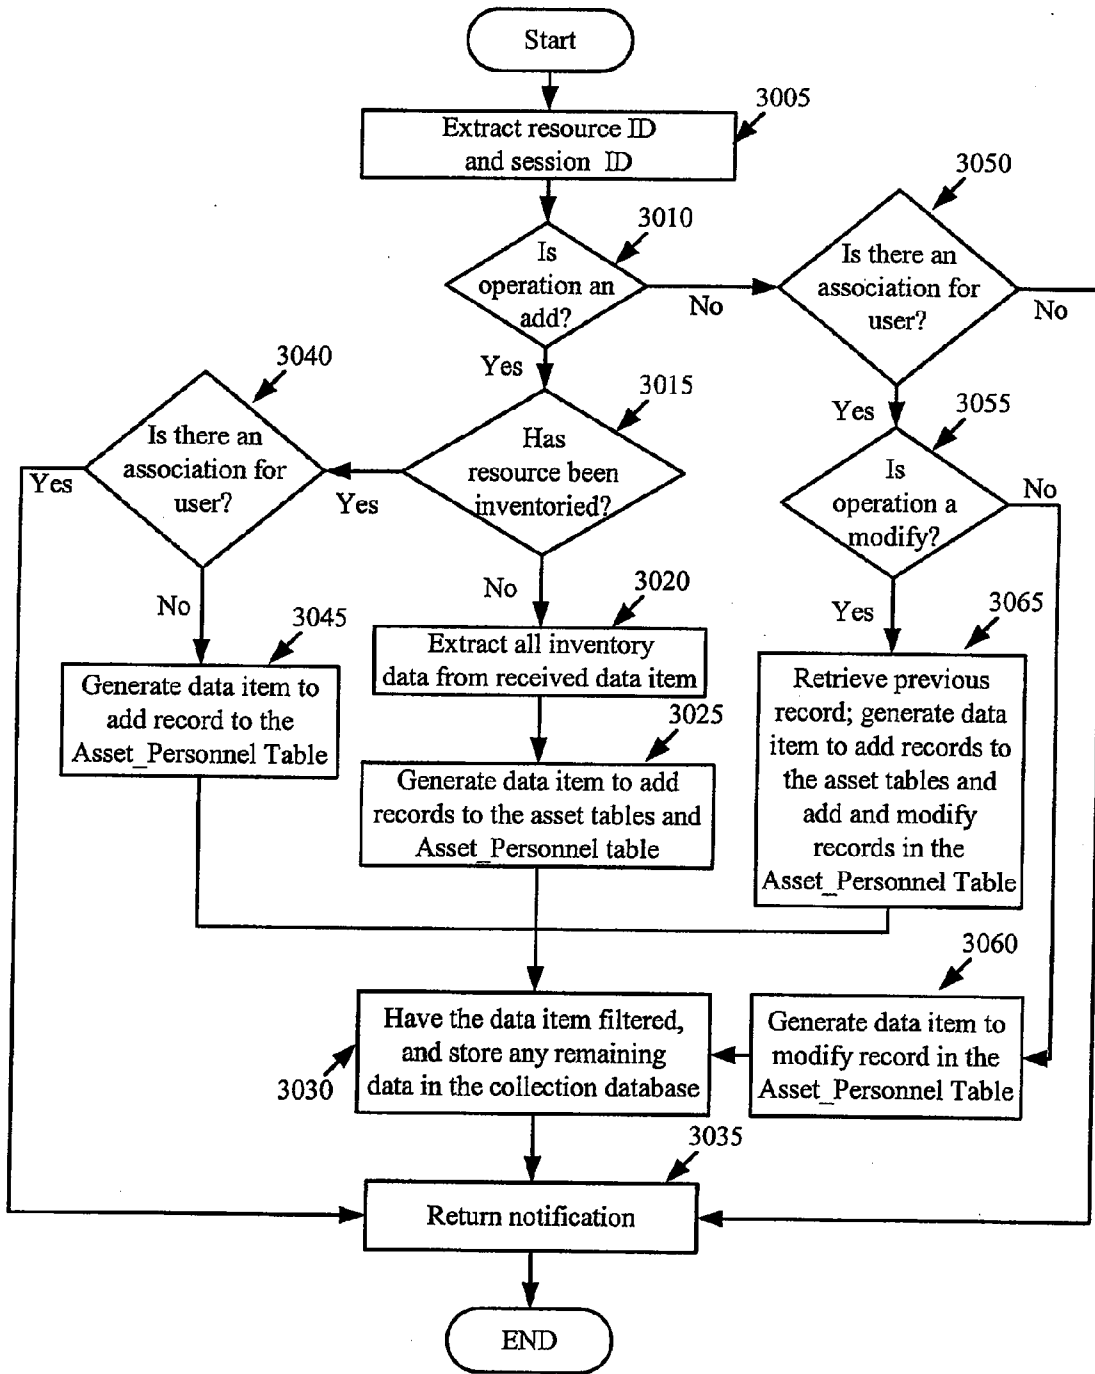 Start
3005
Extract resource ID
and session ID
3050
3010
Is
operation an
add?
No
Is there an
association for
user?
No
Yes
3040
3015
Yes
3055
Is there an
association for
user?
Yes
Has
resource been
inventoried?
Yes
Is
operation a
modify?
No
No
3045
No
3020
Yes
3065
Generate data item to
add record to the
Asset_Personnel Table
Extract all inventory
data from received data item
3025
Generate data item to add
records to the asset tables and
Asset_Personnel table
Retrieve previous
record; generate data
item to add records to
the asset tables and
add and modify
records in the
Asset_Personnel Table
3060
Have the data item filtered,
and store any remaining
data in the collection database
3030
Generate data item to
modify record in the
Asset_Personnel Table
3035
Return notification
END